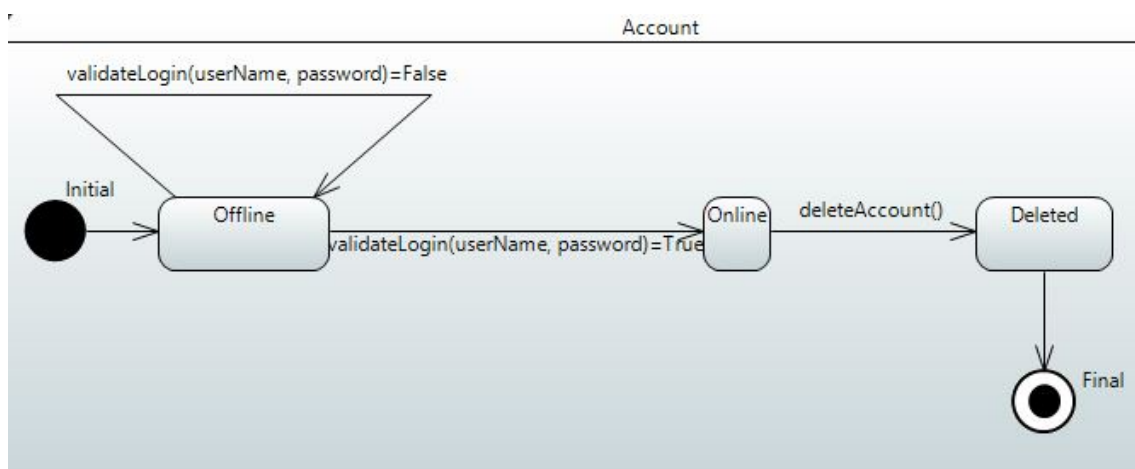 Account
validateLogin(userName, password)=False
Initial
Offline
validateLogin(userName, password)=True
Online
deleteAccount()
Deleted
Final